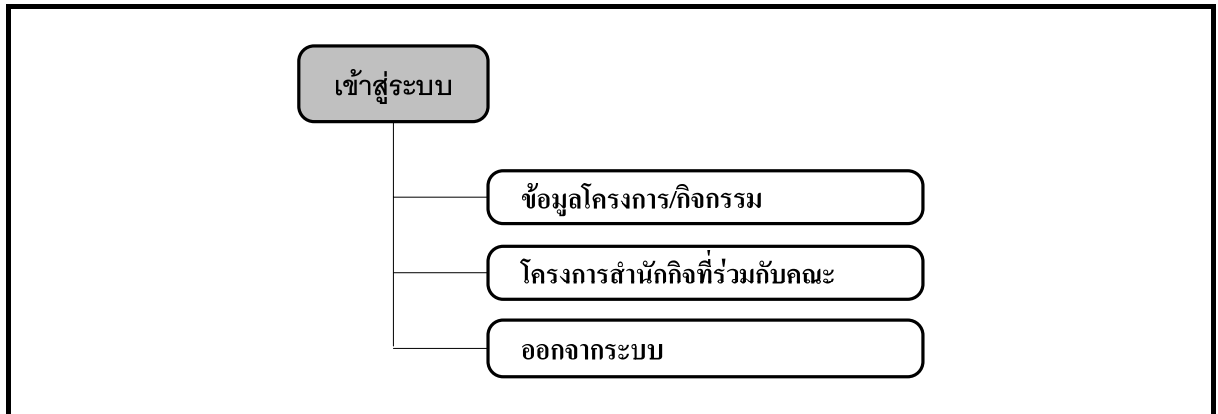 เข้าสู่ระบบ
ข้อมูลโครงการ/กิจกรรม
โครงการสำนักกิจที่ร่วมกับคณะ
ออกจากระบบ